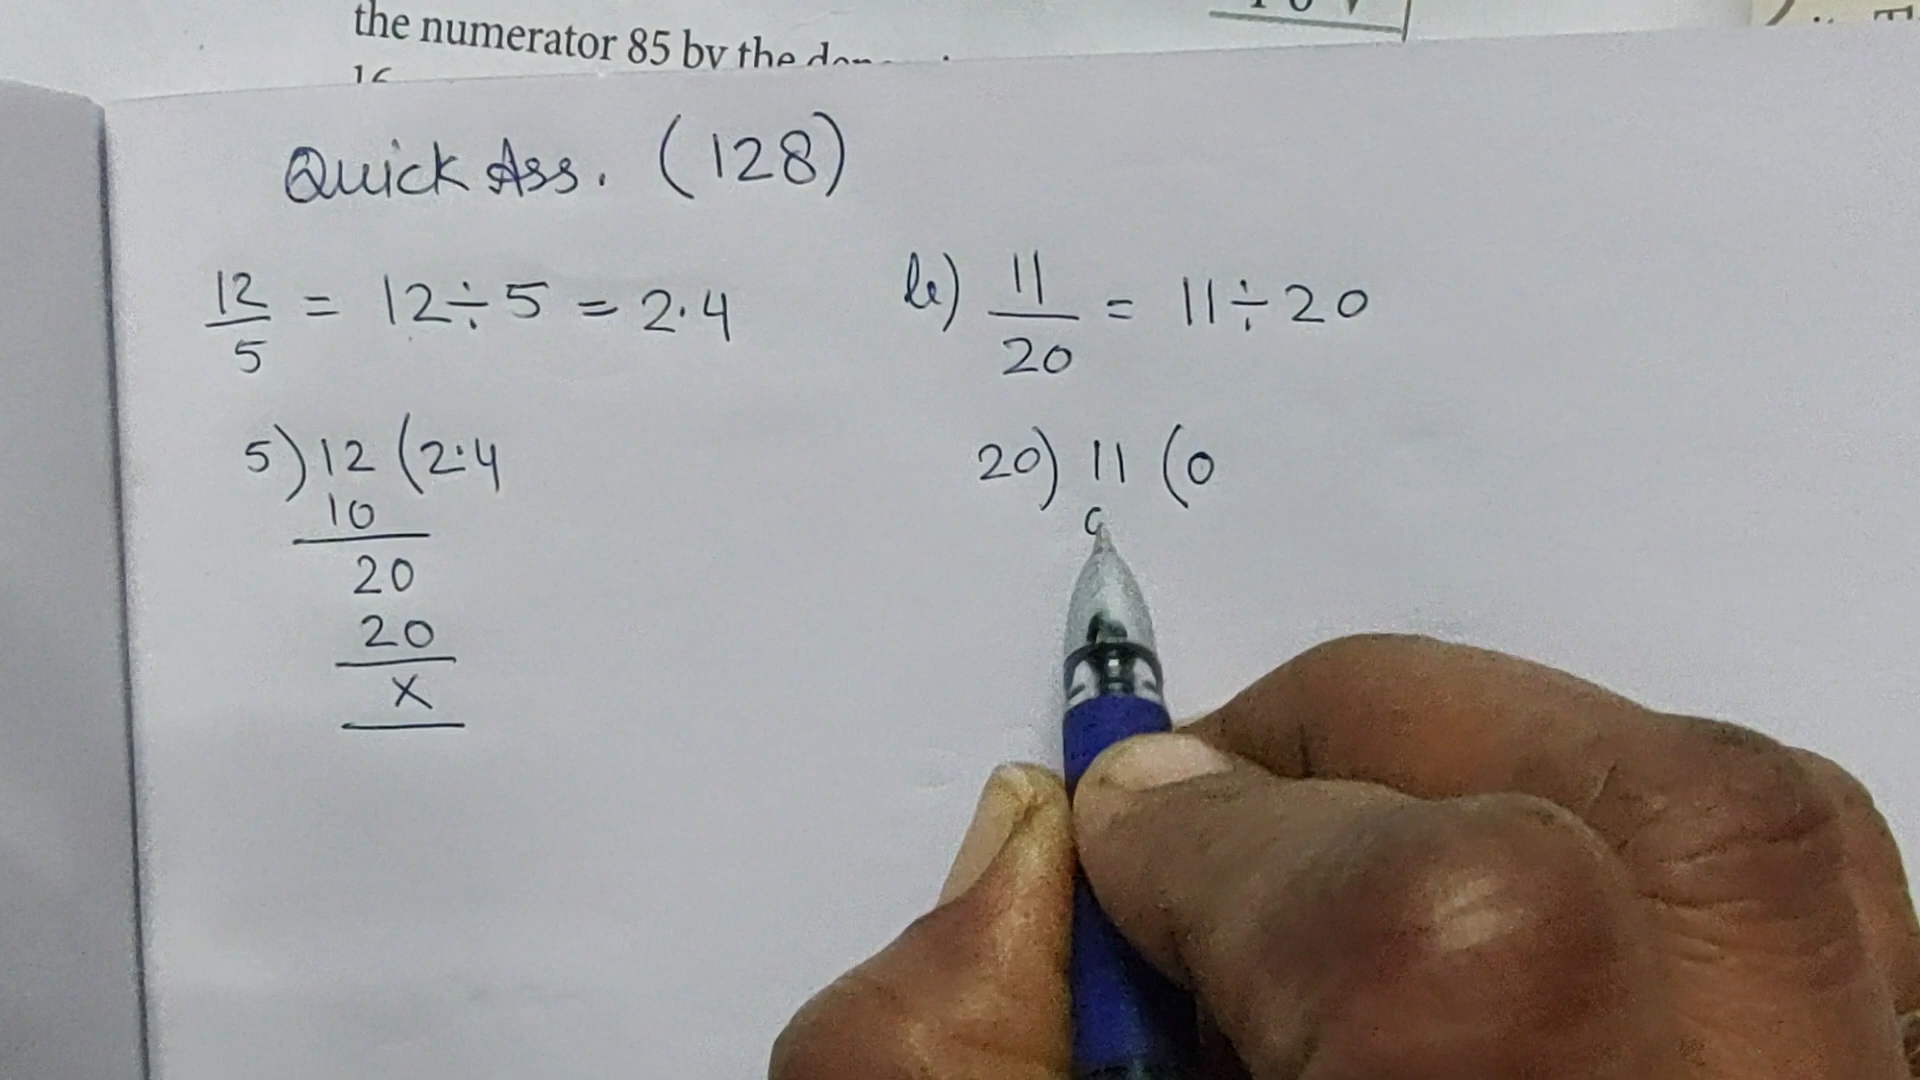 the numerator 85 by the
16
Quick Ass. (128)
12/5 = 12÷5 = 2.4
5)12(2.4
10
20
20
x
b) 11/20 = 11÷20
20) 11 (0